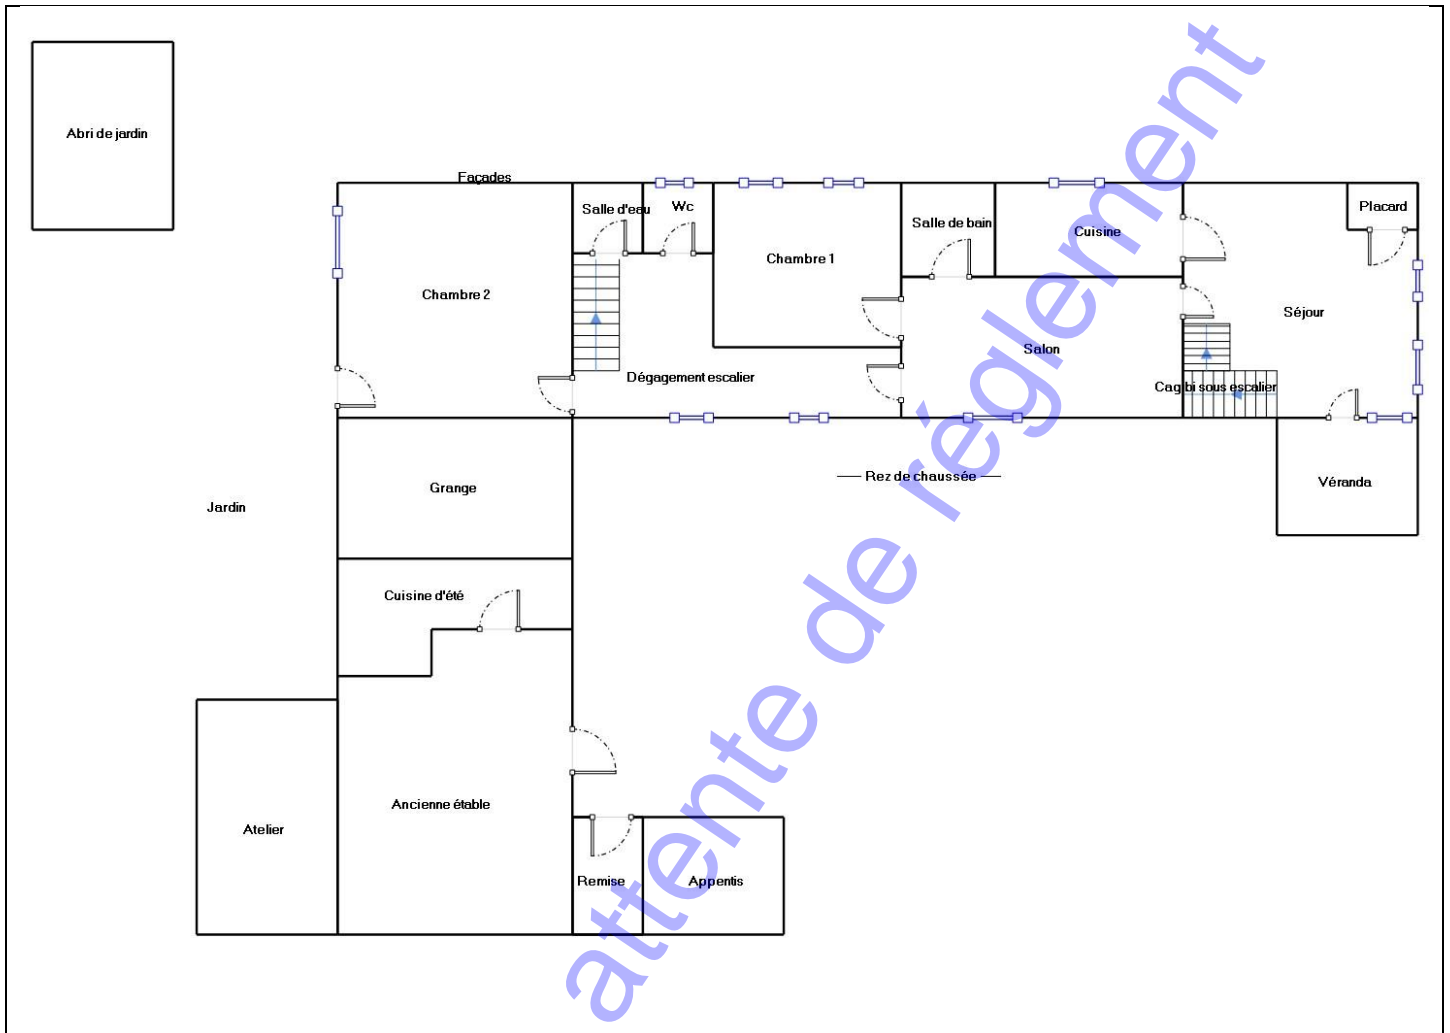 Abri de jardin
Façades
Salle d'eau
Wc
Chambre 1
Salle de bain
Cuisine
Placard
Chambre 2
Séjour
Salon
Dégagement escalier
Cagibi sous escalier
Rez de chaussée
Grange
Véranda
Jardin
Cuisine d'été
Ancienne étable
Atelier
Remise
Appentis
attente de réglement